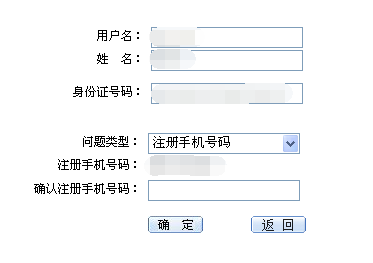 用户名：
姓　名：
身份证号码：
问题类型： 注册手机号码
注册手机号码：
确认注册手机号码：
确　定 返　回